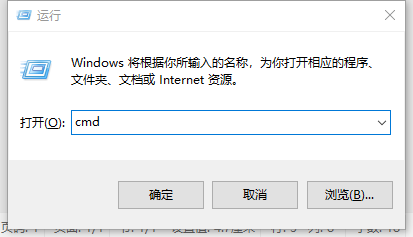 运行
Windows 将根据你所输入的名称，为你打开相应的程序、
文件夹、文档或 Internet 资源。
打开(O): cmd
确定 取消 浏览(B)...